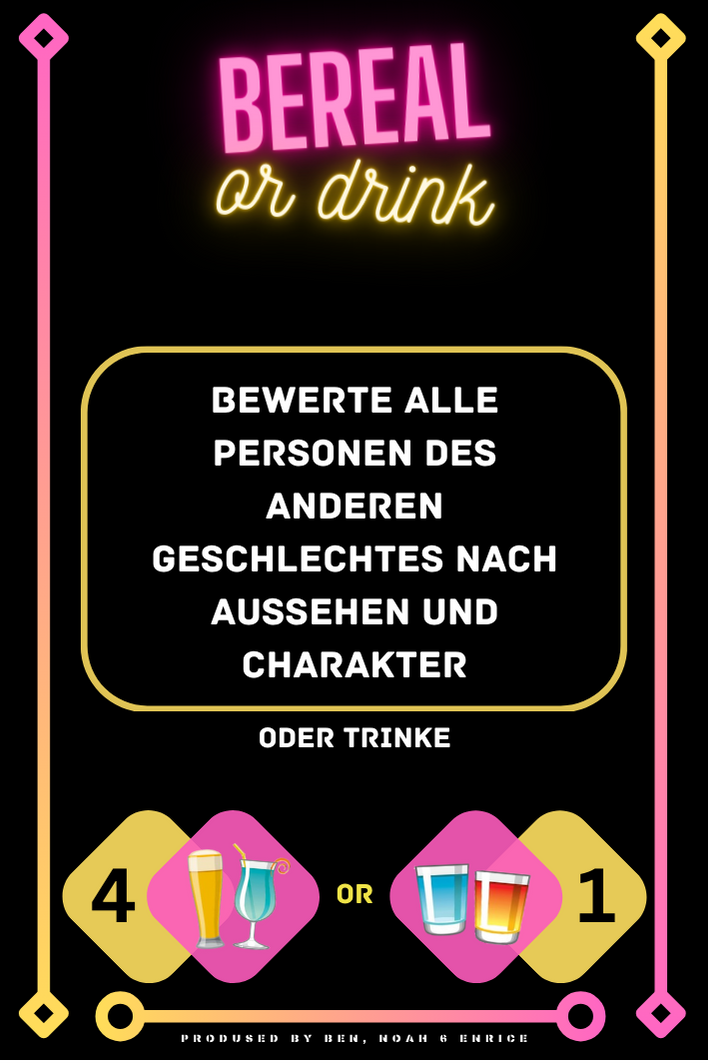 BEREAL
or drink
BEWERTE ALLE
PERSONEN DES
ANDEREN
GESCHLECHTES NACH
AUSSEHEN UND
CHARAKTER
ODER TRINKE
4 OR 1
PRODUSED BY BEN, NOAH & ENRICE